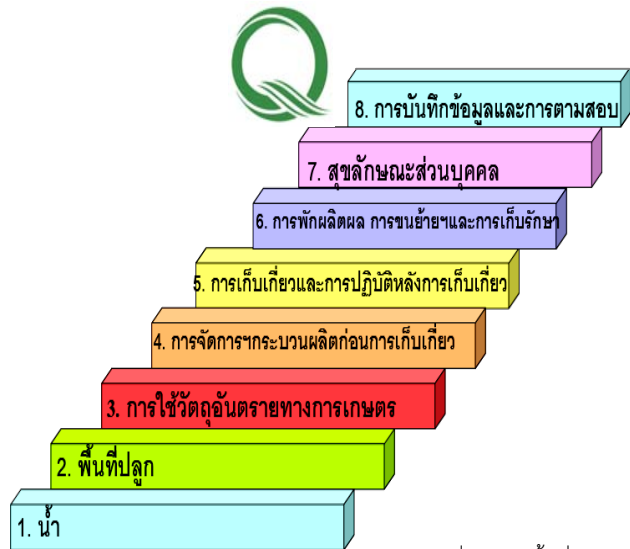 8. การบันทึกข้อมูลและการตามสอบ
7. สุขลักษณะส่วนบุคคล
6. การพักผลิตผล การขนย้ายฯและการเก็บรักษา
5. การเก็บเกี่ยวและการปฏิบัติหลังการเก็บเกี่ยว
4. การจัดการฯกระบวนผลิตก่อนการเก็บเกี่ยว
3. การใช้วัตถุอันตรายทางการเกษตร
2. พื้นที่ปลูก
1. น้ำ